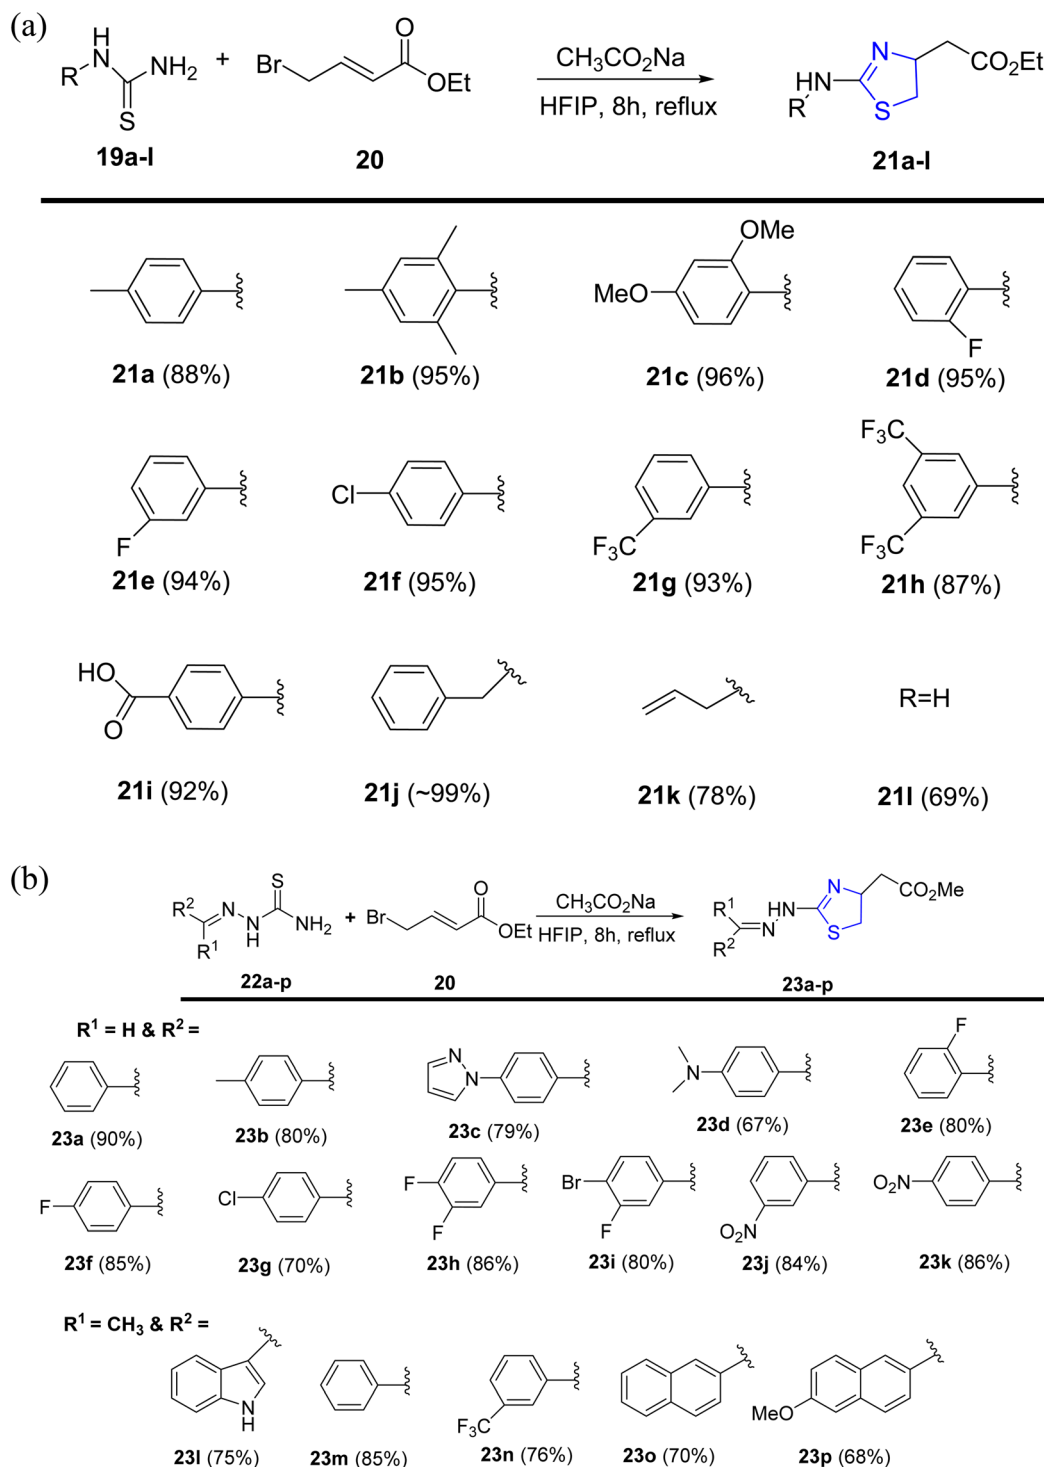 (a)
H
R N NH₂ S + Br O OEt CH₃CO₂Na HFIP, 8h, reflux HN R N S CO₂Et
19a-l 20 21a-l
OMe MeO F
21a (88%) 21b (95%) 21c (96%) 21d (95%)
F Cl F₃C F₃C F₃C
21e (94%) 21f (95%) 21g (93%) 21h (87%)
HO O R=H
21i (92%) 21j (~99%) 21k (78%) 21l (69%)
(b)
R² R¹ N N H S NH₂ + Br O OEt CH₃CO₂Na HFIP, 8h, reflux R¹ R² N HN N S CO₂Me
22a-p 20 23a-p
R¹ = H & R² =
N N N F
23a (90%) 23b (80%) 23c (79%) 23d (67%) 23e (80%)
F Cl F F Br F O₂N O₂N
23f (85%) 23g (70%) 23h (86%) 23i (80%) 23j (84%) 23k (86%)
R¹ = CH₃ & R² =
N H F₃C MeO
23l (75%) 23m (85%) 23n (76%) 23o (70%) 23p (68%)